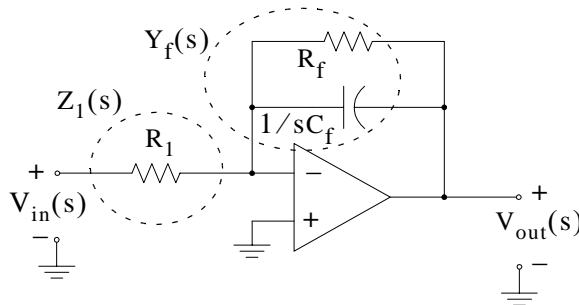 Y_f(s)
R_f
Z_1(s)
1/sC_f
R_1
+
−
V_in(s)
+
+
−
V_out(s)
−